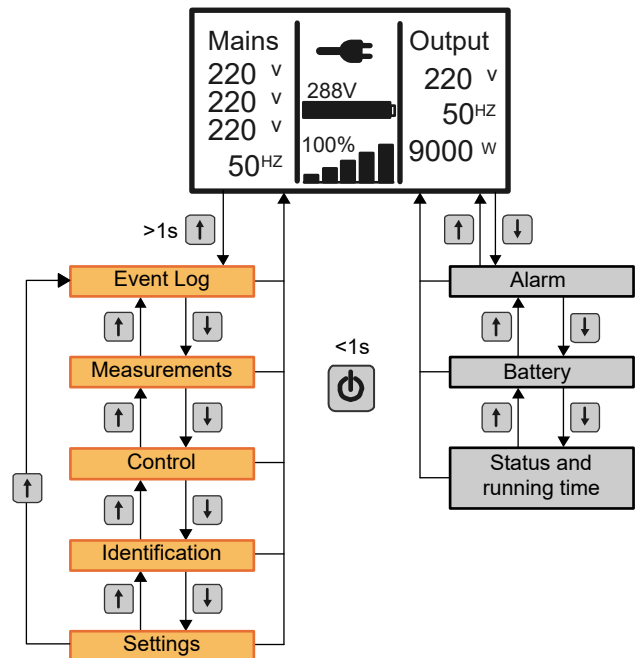 Mains
220 V
220 V
220 V
50HZ
288V
100%
Output
220 V
50HZ
9000 W
>1s
Event Log
Measurements
Control
Identification
Settings
<1s
Alarm
Battery
Status and
running time